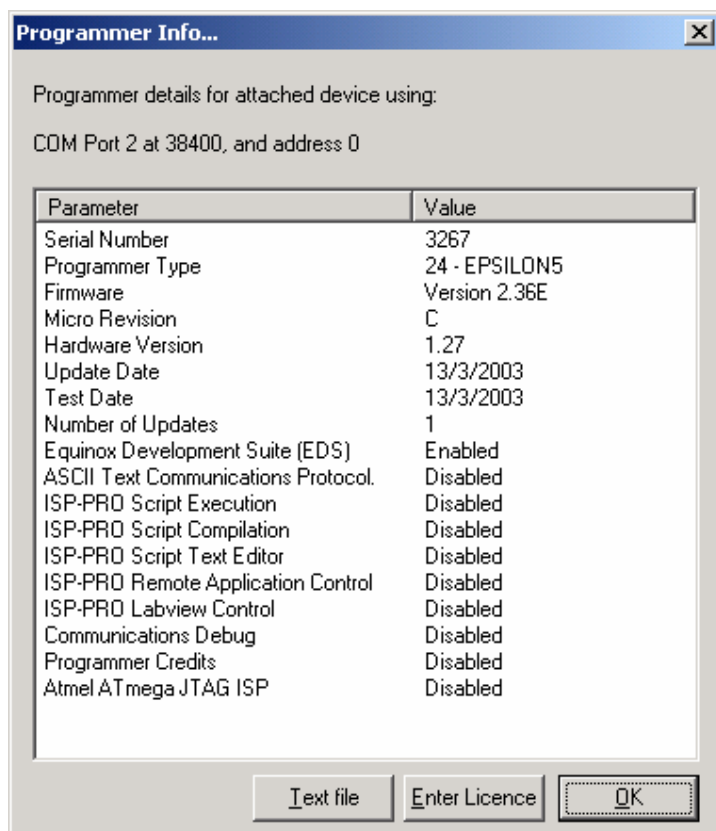 Programmer Info...
Programmer details for attached device using:
COM Port 2 at 38400, and address 0
Parameter Value
Serial Number 3267
Programmer Type 24 - EPSILON5
Firmware Version 2.36E
Micro Revision C
Hardware Version 1.27
Update Date 13/3/2003
Test Date 13/3/2003
Number of Updates 1
Equinox Development Suite (EDS) Enabled
ASCII Text Communications Protocol. Disabled
ISP-PRO Script Execution Disabled
ISP-PRO Script Compilation Disabled
ISP-PRO Script Text Editor Disabled
ISP-PRO Remote Application Control Disabled
ISP-PRO Labview Control Disabled
Communications Debug Disabled
Programmer Credits Disabled
Atmel ATmega JTAG ISP Disabled
Text file Enter Licence OK